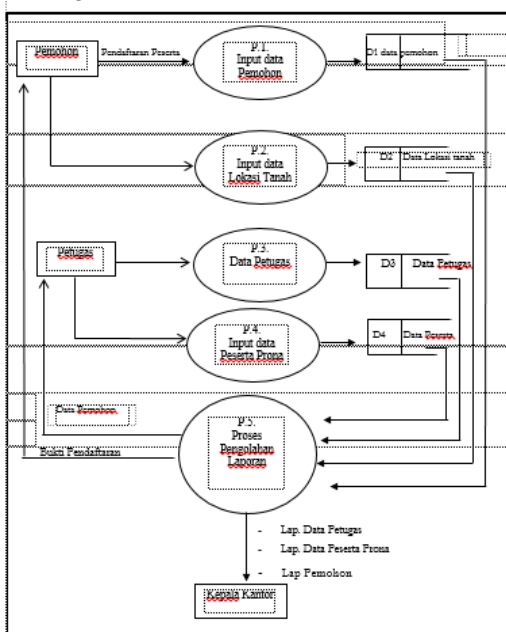 Pemohon
Pendaftaran Peserta
P.1.
Input data
Pemohon
D1 data pemohon
P.2.
Input data
Lokasi Tanah
D2 Data Lokasi tanah
Petugas
P.3.
Data Petugas
D3 Data Petugas
P.4.
Input data
Peserta Prona
D4 Data Peserta
Data Pemohon
Bukti Pendaftaran
P.5.
Proses
Pengolahan
Laporan
- Lap. Data Petugas
- Lap. Data Peserta Prona
- Lap Pemohon
Kepala Kantor